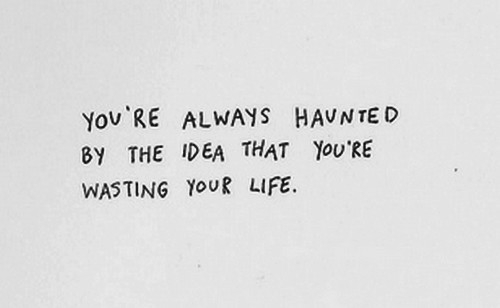 YOU'RE ALWAYS HAUNTED
BY THE IDEA THAT YOU'RE
WASTING YOUR LIFE.